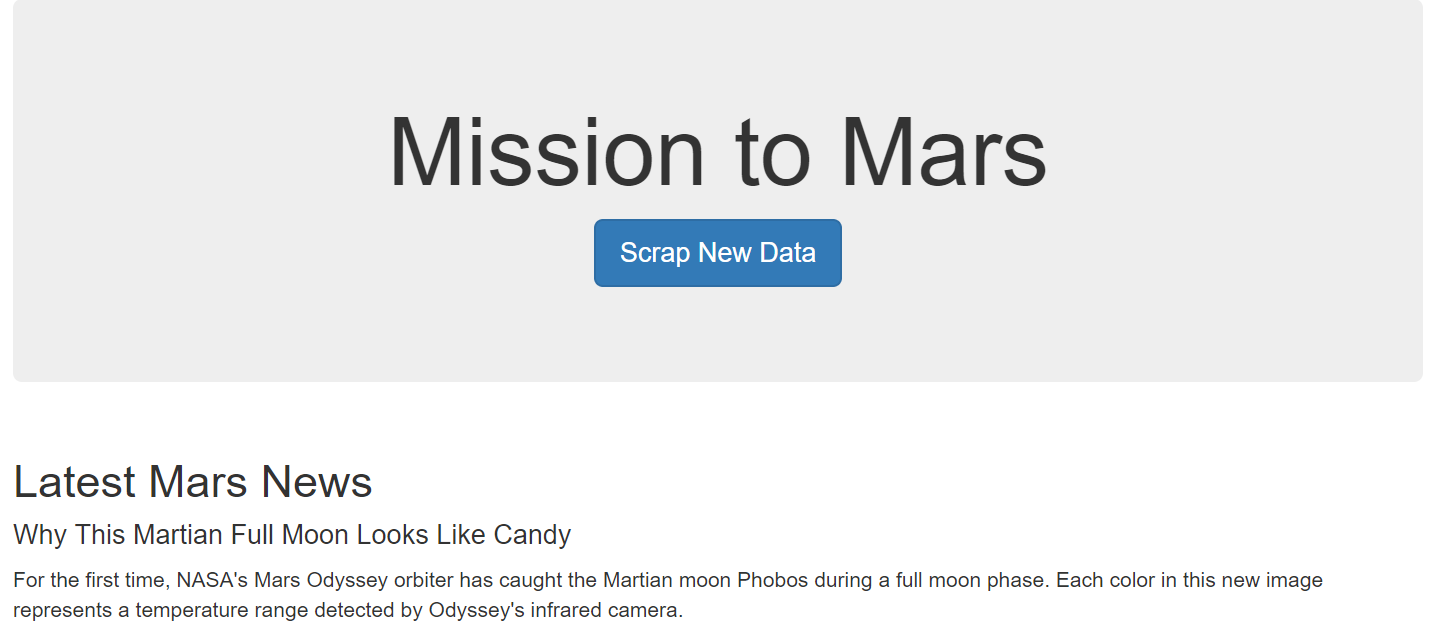 Mission to Mars
Scrap New Data
Latest Mars News
Why This Martian Full Moon Looks Like Candy
For the first time, NASA's Mars Odyssey orbiter has caught the Martian moon Phobos during a full moon phase. Each color in this new image
represents a temperature range detected by Odyssey's infrared camera.